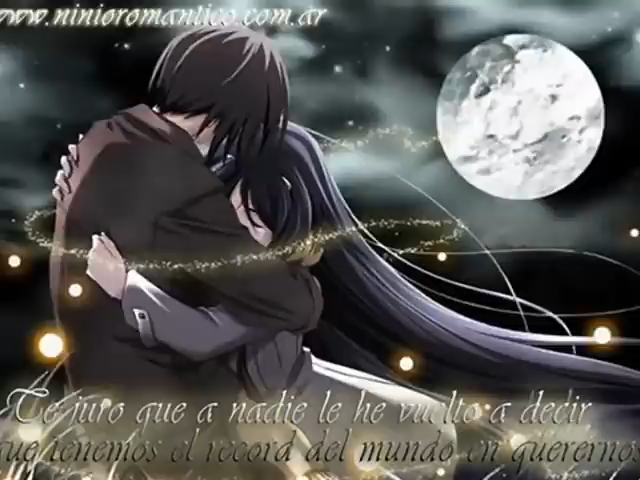 www.ninioromantico.com.ar
Te juro que a nadie le he vuelto a decir
que tenemos el record del mundo en querernos